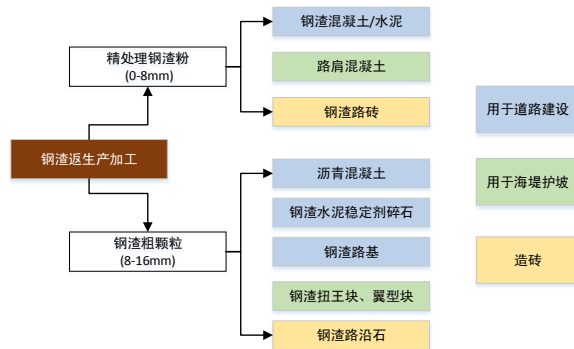 钢渣混凝土/水泥
精处理钢渣粉
(0-8mm)
路肩混凝土
钢渣路砖
用于道路建设
钢渣返生产加工
沥青混凝土
用于海堤护坡
钢渣水泥稳定剂碎石
钢渣粗颗粒
(8-16mm)
钢渣路基
造砖
钢渣扭王块、翼型块
钢渣路沿石